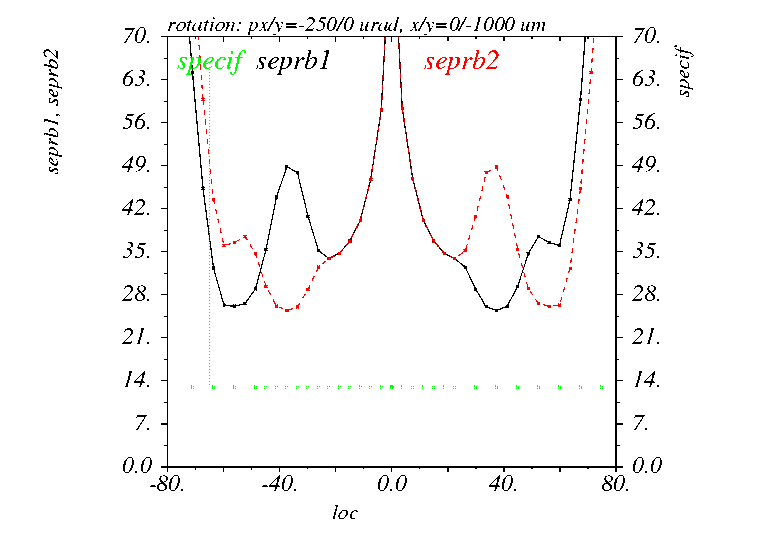 rotation: px/y=-250/0 urad, x/y=0/-1000 um
specif seprb1 seprb2
seprb1, seprb2
specif
70. 70.
63. 63.
56. 56.
49. 49.
42. 42.
35. 35.
28. 28.
21. 21.
14. 14.
7. 7.
0.0 0.0
-80. -40. 0.0 40. 80.
loc